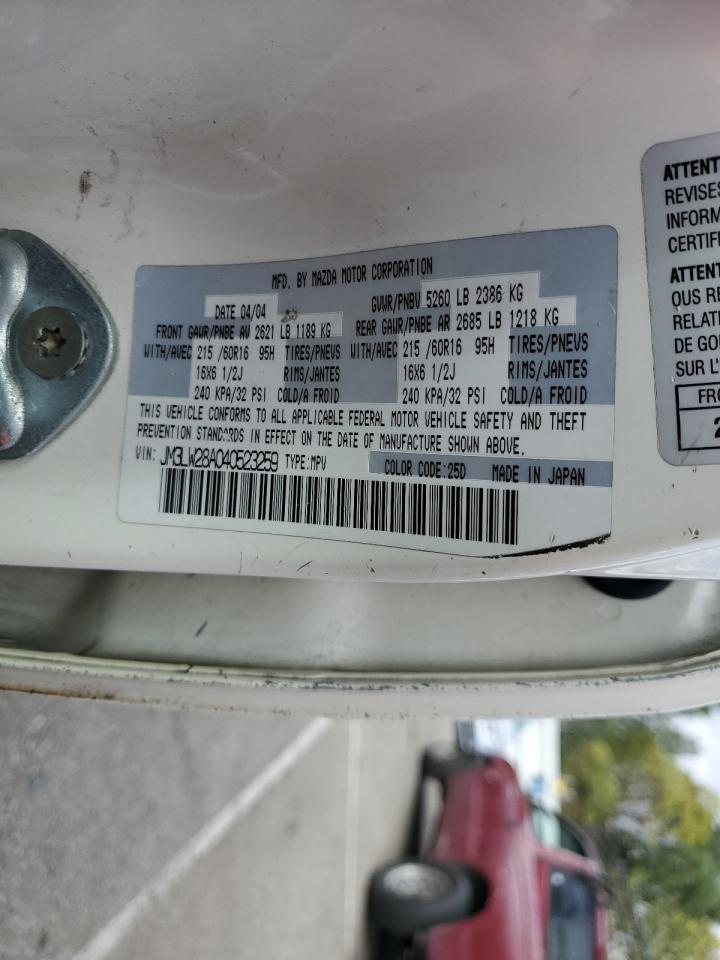 MFD. BY MAZDA MOTOR CORPORATION
DATE 04/04 GVWR/PNBV 5260 LB 2386 KG
FRONT GAWR/PNBE AV 2621 LB 1189 KG REAR GAWR/PNBE AR 2685 LB 1218 KG
WITH/AVEC 215 /60R16 95H TIRES/PNEUS WITH/AVEC 215 /60R16 95H TIRES/PNEUS
16X6 1/2J RIMS/JANTES 16X6 1/2J RIMS/JANTES
240 KPA/32 PSI COLD/A FROID 240 KPA/32 PSI COLD/A FROID
THIS VEHICLE CONFORMS TO ALL APPLICABLE FEDERAL MOTOR VEHICLE SAFETY AND THEFT
PREVENTION STANDARDS IN EFFECT ON THE DATE OF MANUFACTURE SHOWN ABOVE.
VIN: JM3LW28A040523259 TYPE:MPV COLOR CODE:25D MADE IN JAPAN
ATTENT
REVISES
INFORM
CERTIFI
ATTENT
OUS RE
RELATI
DE GO
SUR L'
FRO
2